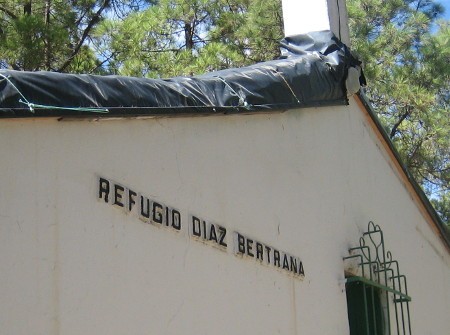 REFUGIO DIAZ BERTRANA